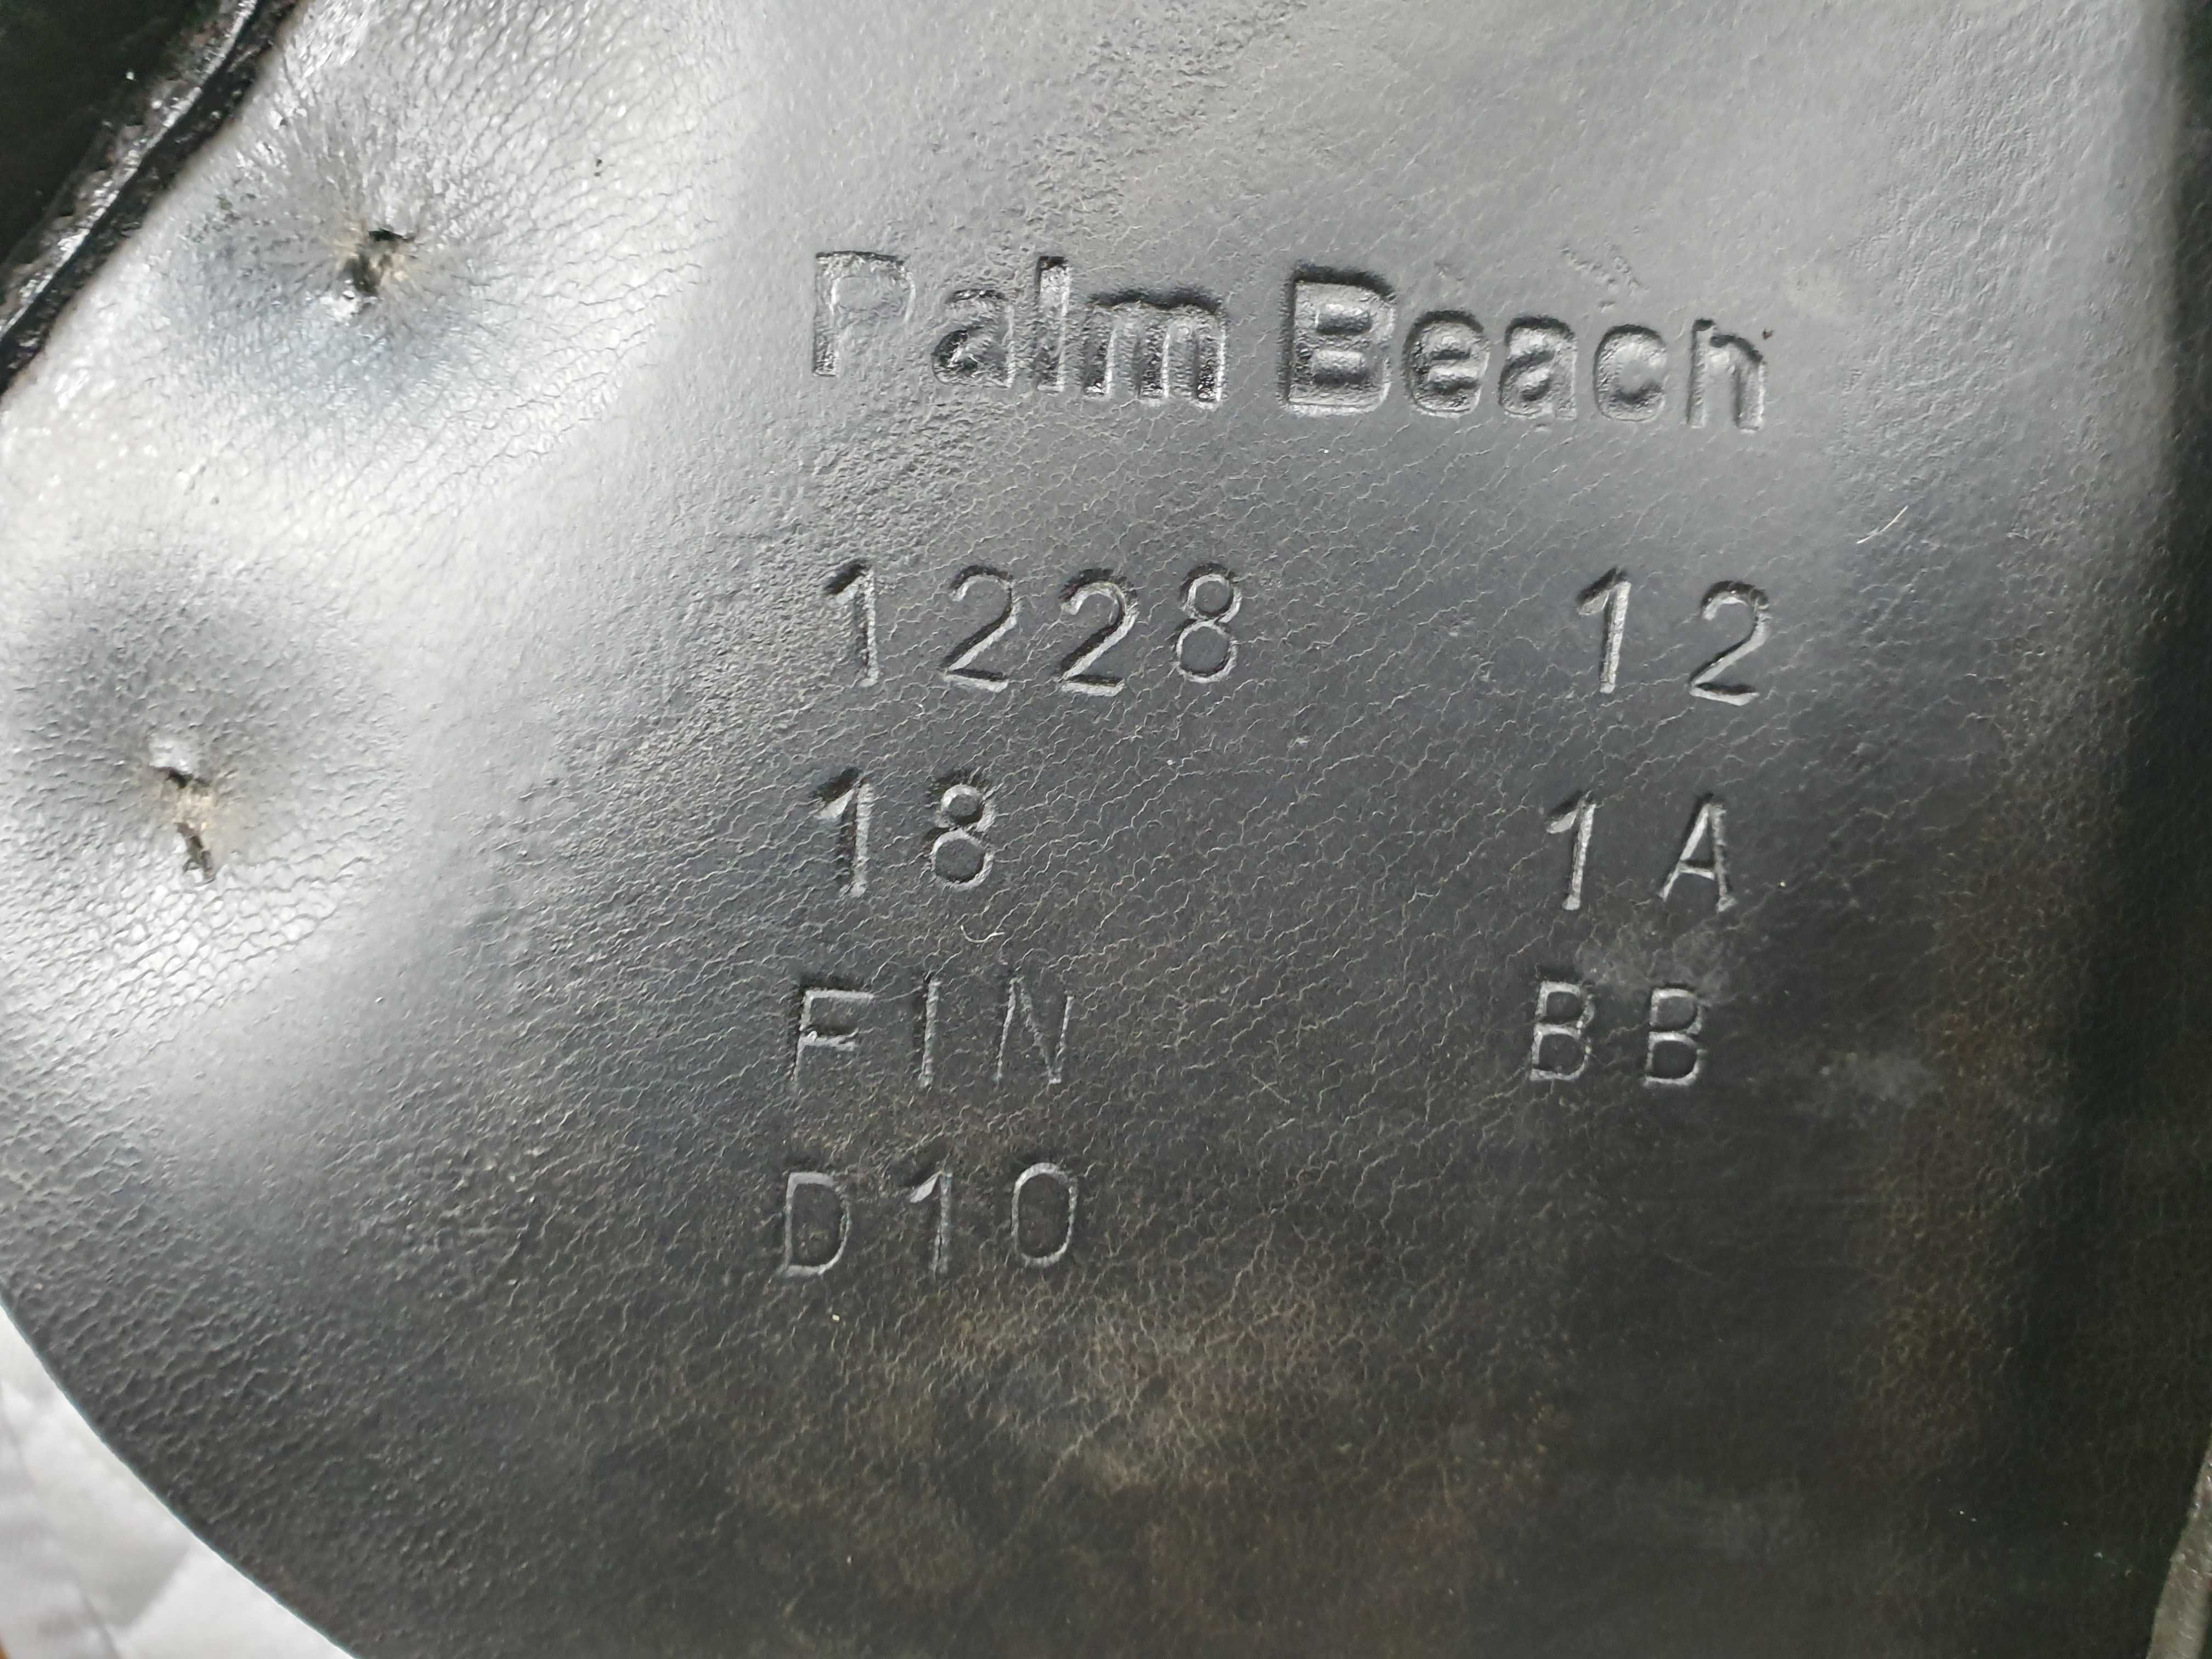 Palm Beach
1228 12
18 1A
FIN BB
D10